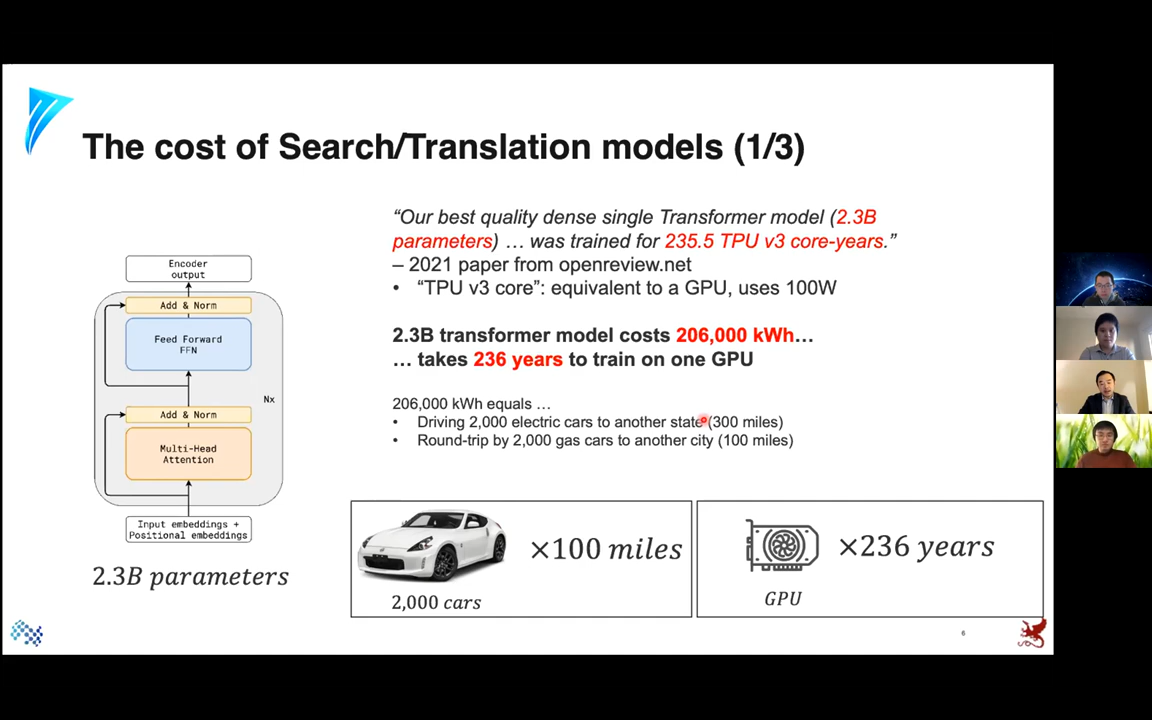 The cost of Search/Translation models (1/3)
“Our best quality dense single Transformer model (2.3B
parameters) … was trained for 235.5 TPU v3 core-years.”
– 2021 paper from openreview.net
• “TPU v3 core”: equivalent to a GPU, uses 100W
2.3B transformer model costs 206,000 kWh…
… takes 236 years to train on one GPU
206,000 kWh equals …
• Driving 2,000 electric cars to another state (300 miles)
• Round-trip by 2,000 gas cars to another city (100 miles)
Encoder
output
Add & Norm
Feed Forward
FFN
Nx
Add & Norm
Multi-Head
Attention
Input embeddings +
Positional embeddings
2.3B parameters
×100 miles
2,000 cars
×236 years
GPU
6